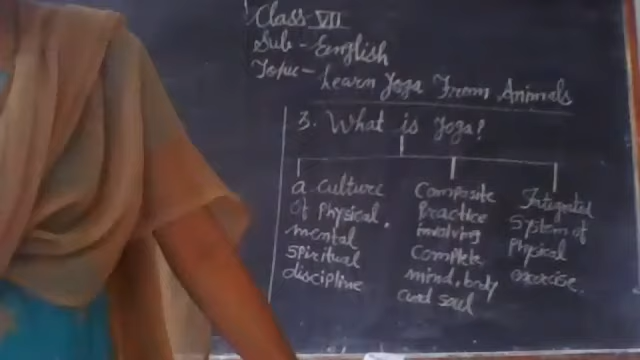 Class VII
Sub - English
Topic - Learn Yoga From Animals
3. What is Yoga?
a culture
of physical,
mental
spiritual
discipline
Composite
Practice
involving
Complete
mind, body
and soul
Integrated
System of
Physical
exercise.